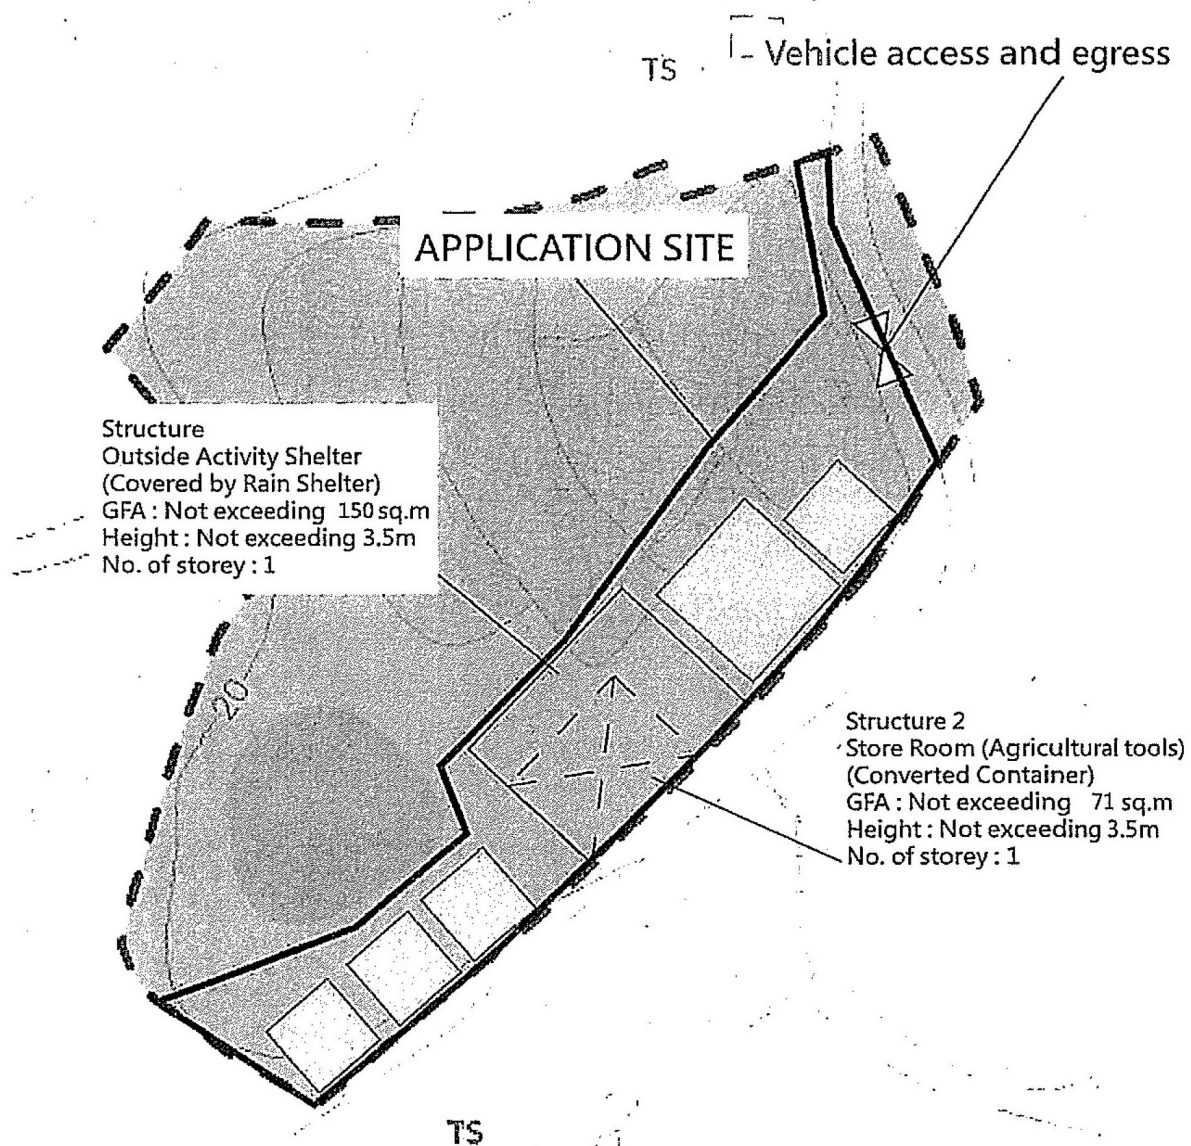 TS
Vehicle access and egress
APPLICATION SITE
Structure
Outside Activity Shelter
(Covered by Rain Shelter)
GFA : Not exceeding 150 sq.m
Height : Not exceeding 3.5m
No. of storey : 1
20
Structure 2
Store Room (Agricultural tools)
(Converted Container)
GFA : Not exceeding 71 sq.m
Height : Not exceeding 3.5m
No. of storey : 1
TS